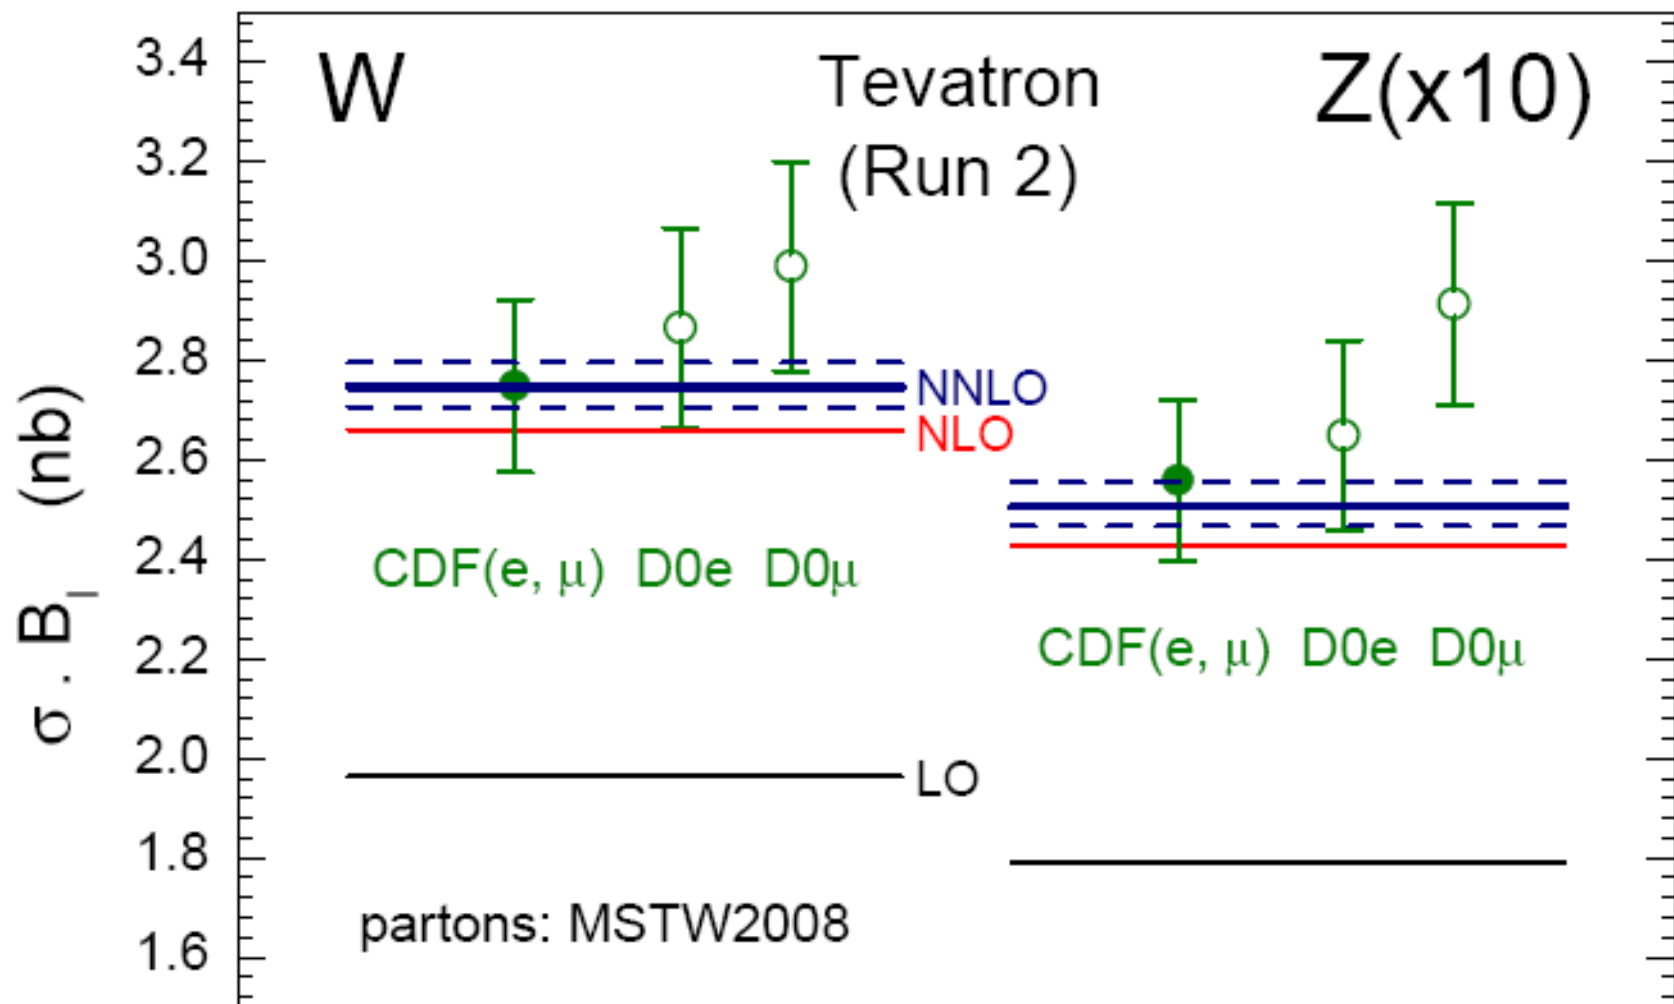 W
Tevatron
(Run 2)
Z(x10)
σ . B_l (nb)
3.4
3.2
3.0
2.8
2.6
2.4
2.2
2.0
1.8
1.6
NNLO
NLO
CDF(e, μ) D0e D0μ
CDF(e, μ) D0e D0μ
LO
partons: MSTW2008